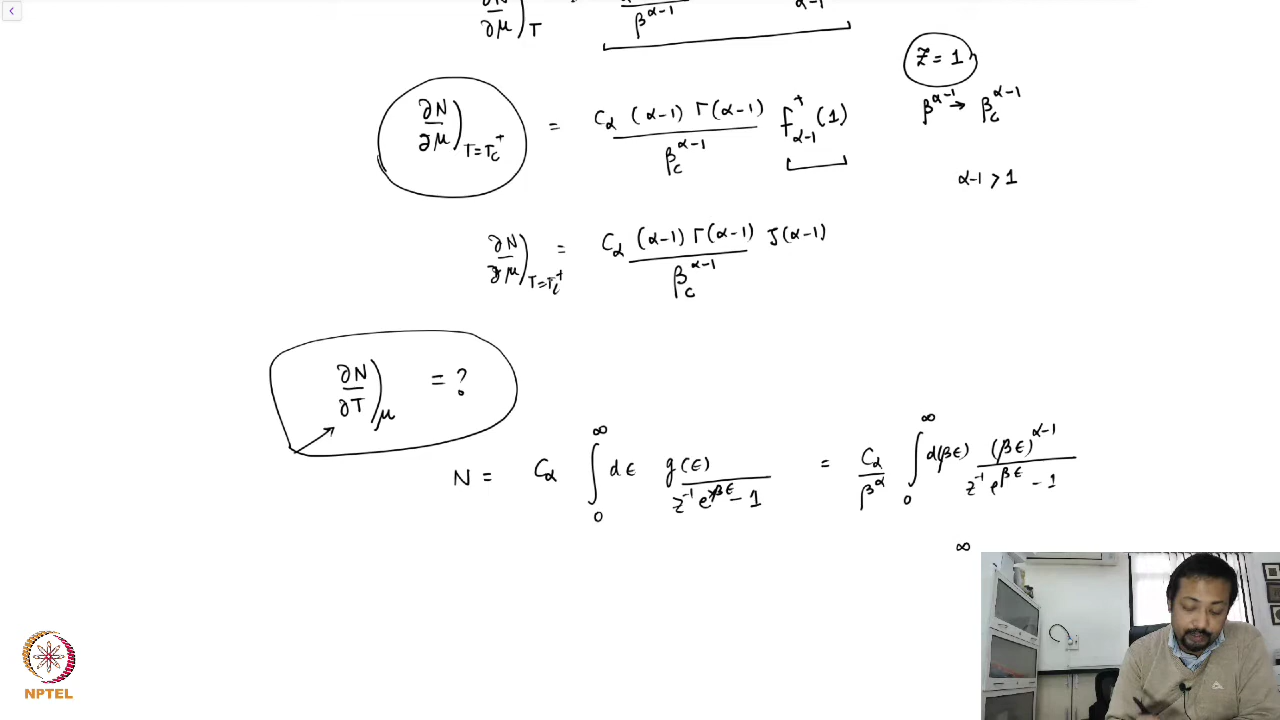 ∂N/∂μ)_T β^{α-1} α-1
Z = 1
β^{α-1} → β_c^{α-1}
∂N/∂μ)_{T=T_c^+} = C_α (α-1) Γ(α-1) / β_c^{α-1} f^+_{α-1}(1)
α-1 > 1
∂N/∂μ)_{T=T_c^+} = C_α (α-1) Γ(α-1) / β_c^{α-1} ζ(α-1)
∂N/∂T)_μ = ?
N = C_α ∫_0^∞ dε g(ε) / z^{-1} e^{βε} - 1 = C_α/β^α ∫_0^∞ d(βε) (βε)^{α-1} / z^{-1} e^{βε} - 1
∞
NPTEL